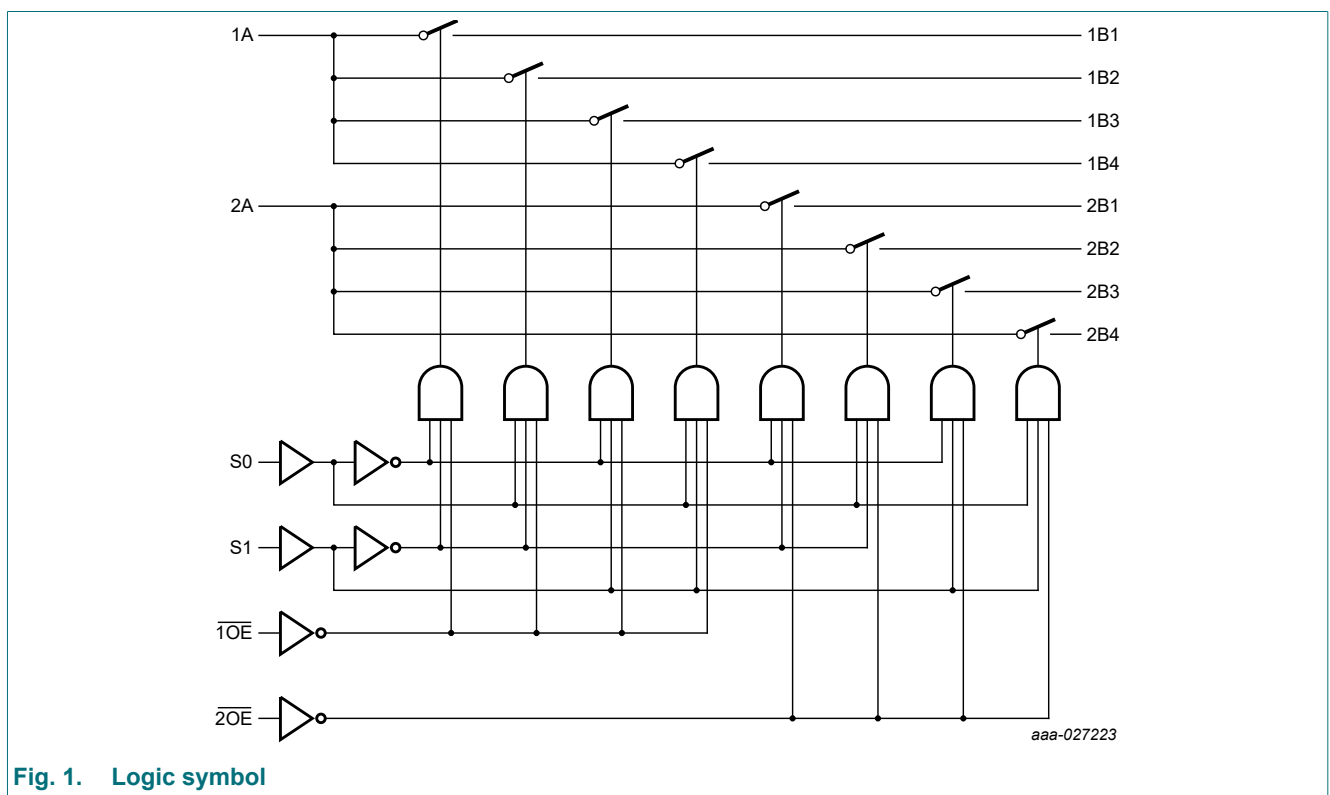 1A
1B1
1B2
1B3
1B4
2A
2B1
2B2
2B3
2B4
S0
S1
1OE
2OE
aaa-027223
Fig. 1. Logic symbol